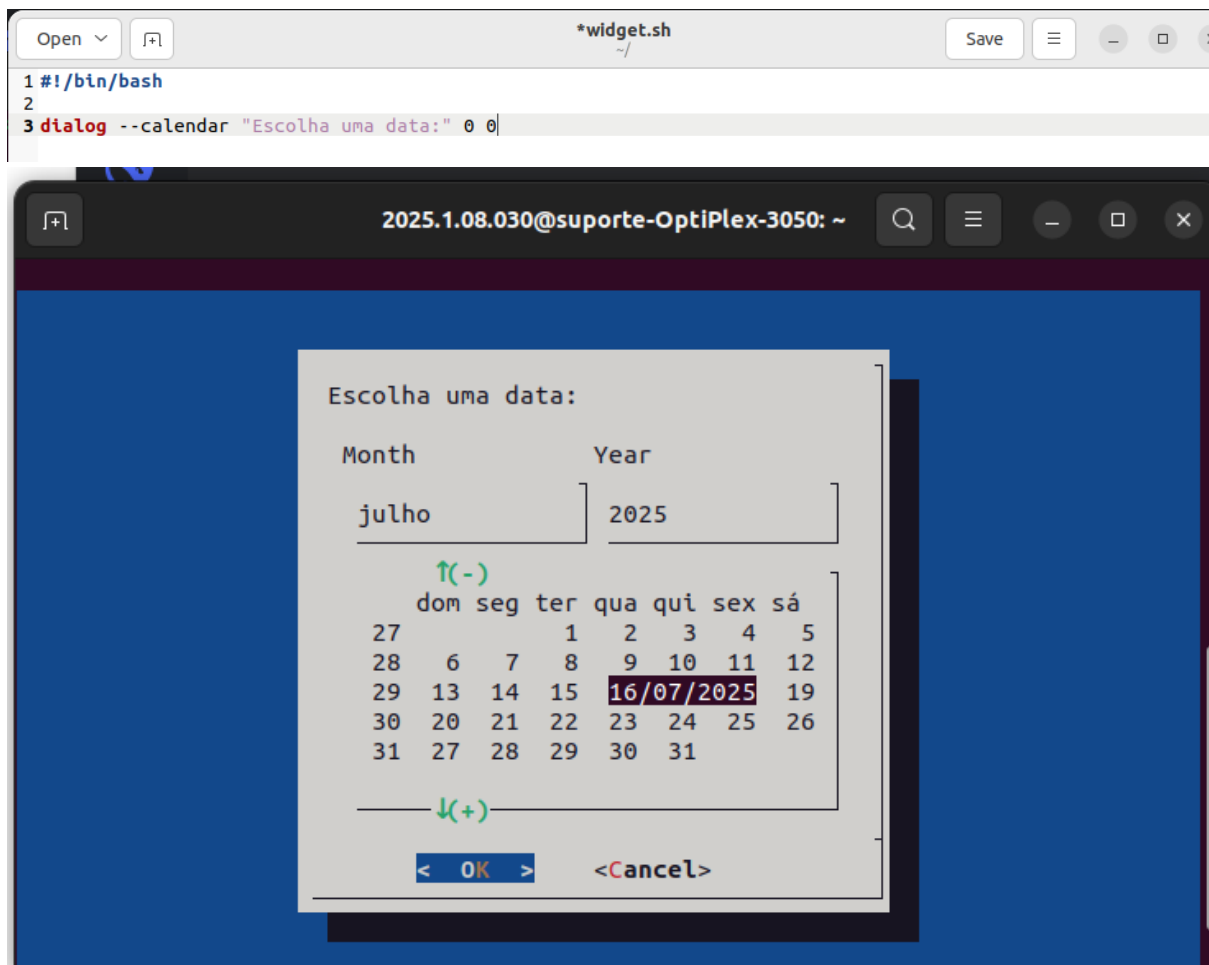 Open
*widget.sh
~/
Save
1 #!/bin/bash
2
3 dialog --calendar "Escolha uma data:" 0 0
2025.1.08.030@suporte-OptiPlex-3050: ~
Escolha uma data:
Month Year
julho 2025
↑(-)
dom seg ter qua qui sex sá
27 1 2 3 4 5
28 6 7 8 9 10 11 12
29 13 14 15 16/07/2025 19
30 20 21 22 23 24 25 26
31 27 28 29 30 31
↓(+)
< OK > <Cancel>